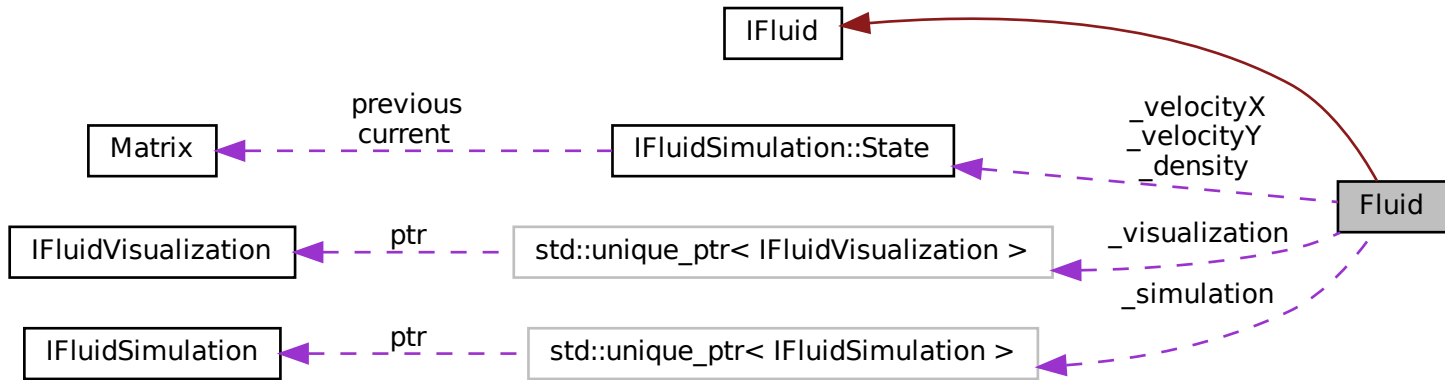 IFluid
previous
current
_velocityX
_velocityY
_density
Matrix
IFluidSimulation::State
Fluid
IFluidVisualization
ptr
std::unique_ptr< IFluidVisualization >
_visualization
_simulation
IFluidSimulation
ptr
std::unique_ptr< IFluidSimulation >